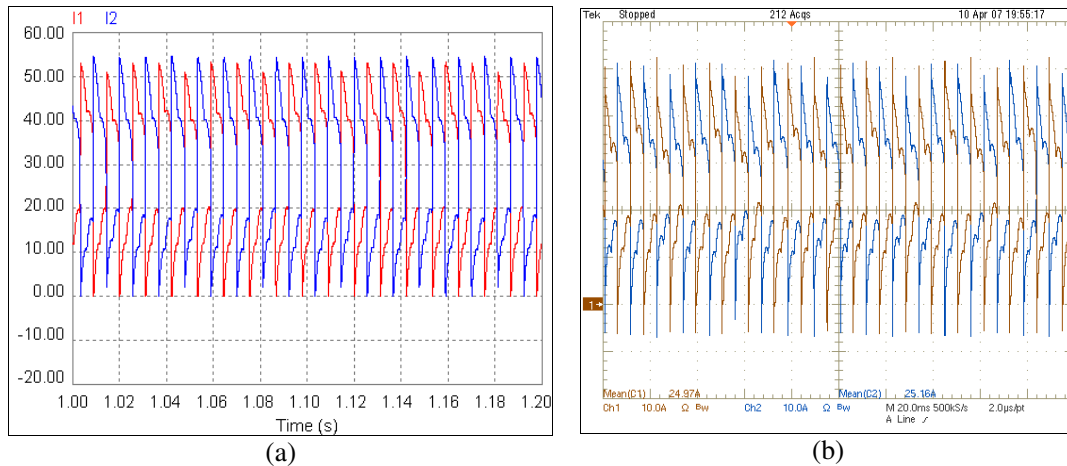 I1 I2
60.00
50.00
40.00
30.00
20.00
10.00
0.00
-10.00
-20.00
1.00 1.02 1.04 1.06 1.08 1.10 1.12 1.14 1.16 1.18 1.20
Time (s)
(a)
Tek Stopped 212 Acqs 10 Apr 07 19:55:17
1
Mean(C1) 24.97A Mean(C2) 25.16A
Ch1 10.0A Ω Bw Ch2 10.0A Ω Bw M 20.0ms 500kS/s 2.0µs/pt
A Line
(b)